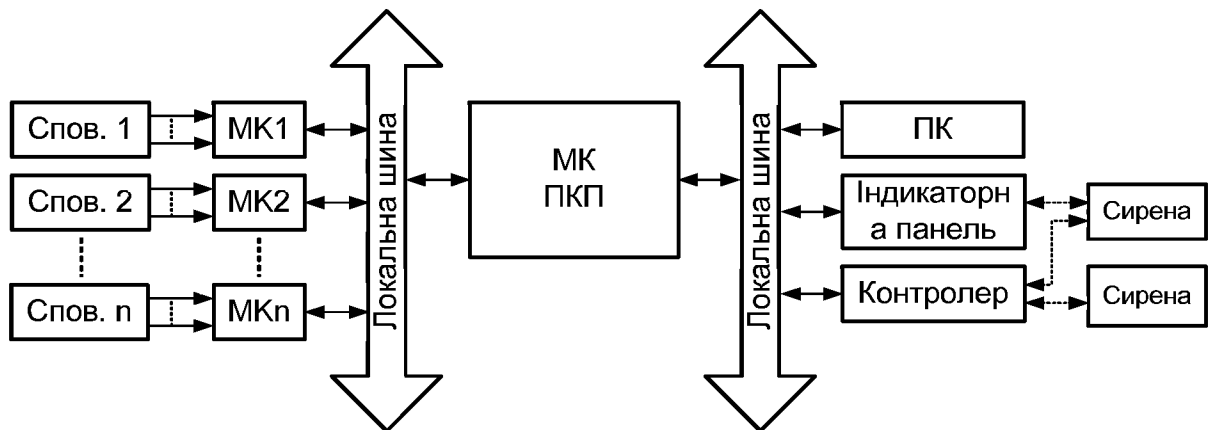 Спов. 1
МК1
Спов. 2
МК2
Спов. n
МКn
Локальна шина
МК
ПКП
Локальна шина
ПК
Індикаторн
а панель
Контролер
Сирена
Сирена